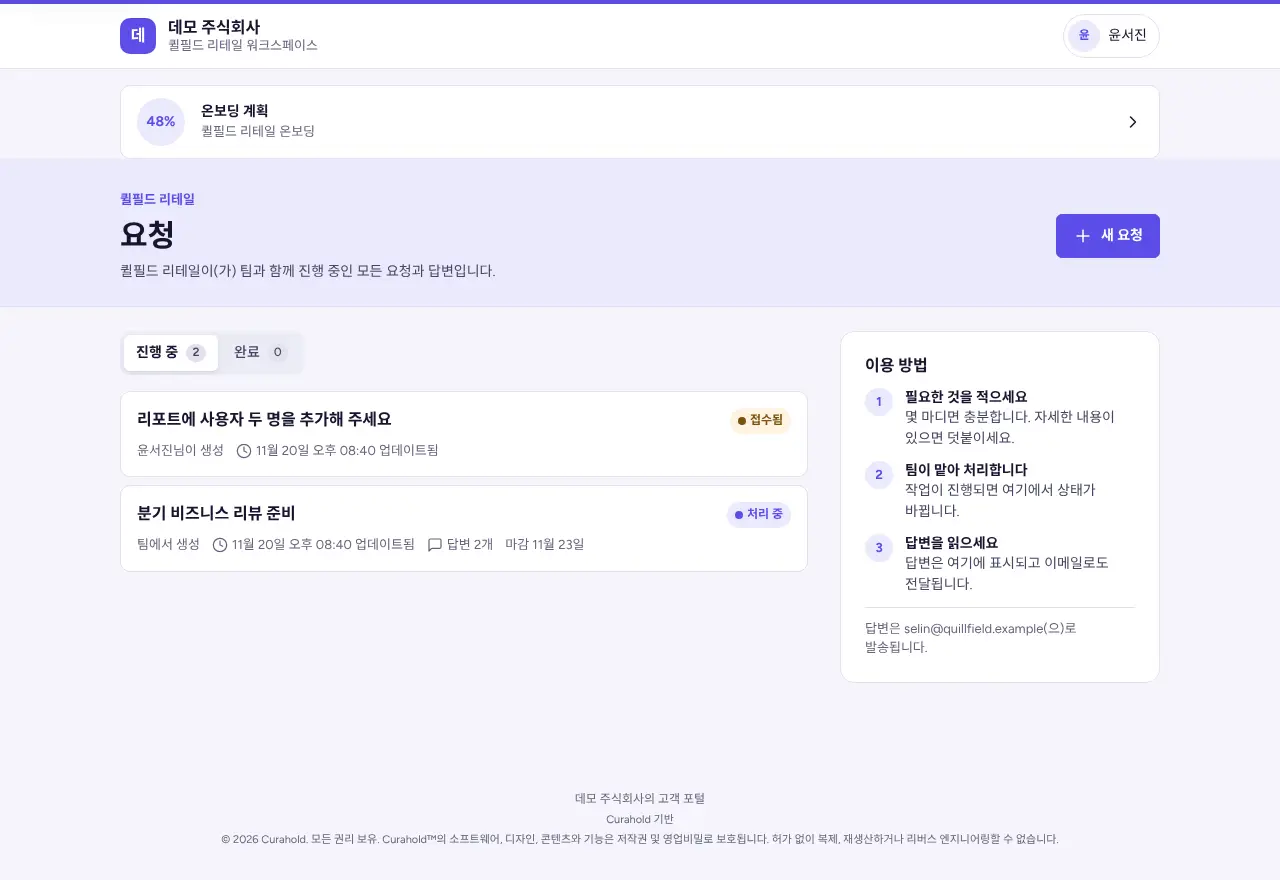 데
데모 주식회사
퀼필드 리테일 워크스페이스
윤
윤서진
48%
온보딩 계획
퀼필드 리테일 온보딩
퀼필드 리테일
요청
퀼필드 리테일이(가) 팀과 함께 진행 중인 모든 요청과 답변입니다.
새 요청
진행 중 2
완료 0
리포트에 사용자 두 명을 추가해 주세요
접수됨
윤서진님이 생성 11월 20일 오후 08:40 업데이트됨
분기 비즈니스 리뷰 준비
처리 중
팀에서 생성 11월 20일 오후 08:40 업데이트됨 답변 2개 마감 11월 23일
이용 방법
1
필요한 것을 적으세요
몇 마디면 충분합니다. 자세한 내용이
있으면 덧붙이세요.
2
팀이 맡아 처리합니다
작업이 진행되면 여기에서 상태가
바뀝니다.
3
답변을 읽으세요
답변은 여기에 표시되고 이메일로도
전달됩니다.
답변은 selin@quillfield.example(으)로
발송됩니다.
데모 주식회사의 고객 포털
Curahold 기반
© 2026 Curahold. 모든 권리 보유. Curahold™의 소프트웨어, 디자인, 콘텐츠와 기능은 저작권 및 영업비밀로 보호됩니다. 허가 없이 복제, 재생산하거나 리버스 엔지니어링할 수 없습니다.